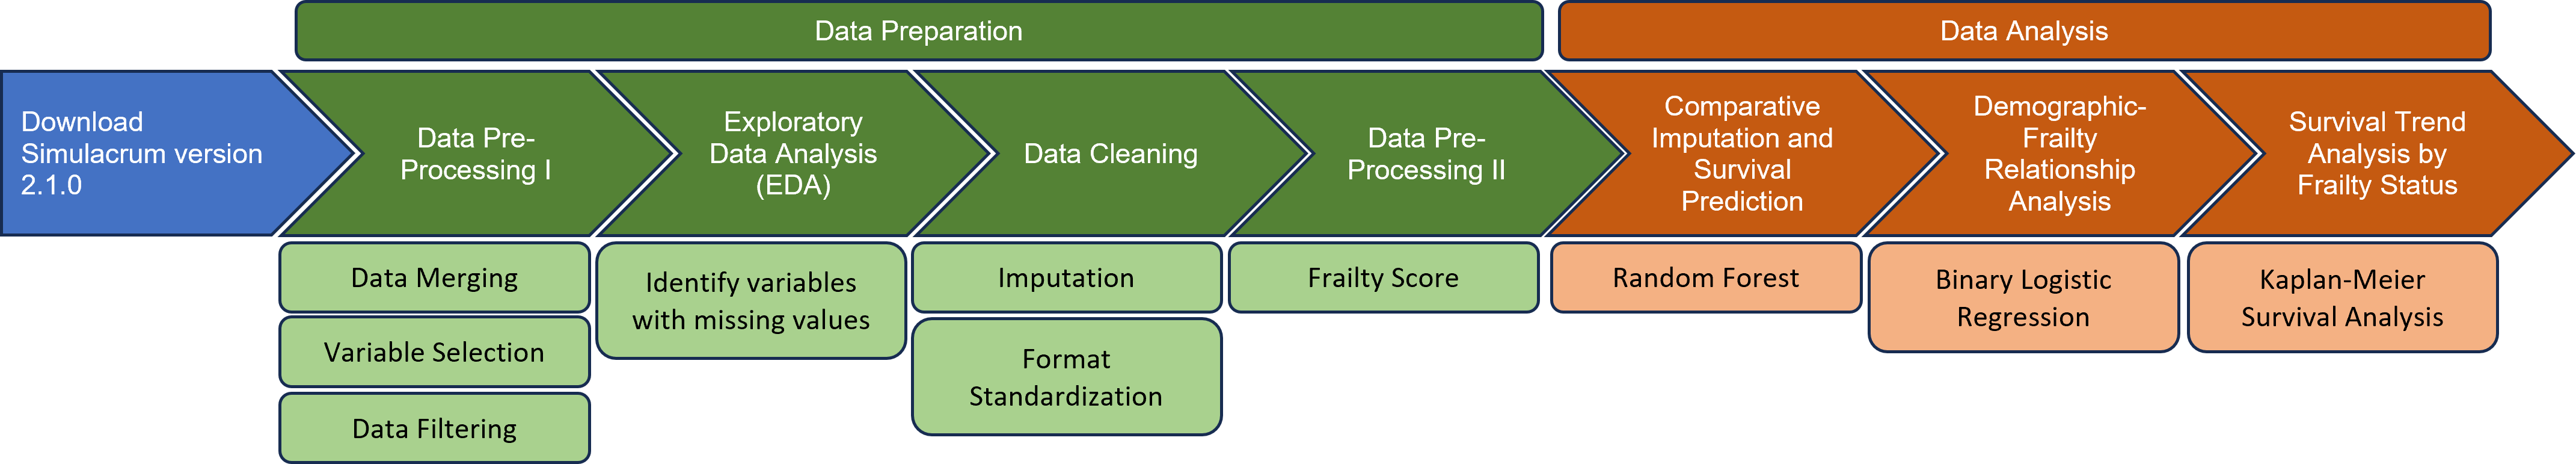 Data Preparation
Data Analysis
Download
Simulacrum version
2.1.0
Data Pre-
Processing I
Exploratory
Data Analysis
(EDA)
Data Cleaning
Data Pre-
Processing II
Comparative
Imputation and
Survival
Prediction
Demographic-
Frailty
Relationship
Analysis
Survival Trend
Analysis by
Frailty Status
Data Merging
Variable Selection
Data Filtering
Identify variables
with missing values
Imputation
Format
Standardization
Frailty Score
Random Forest
Binary Logistic
Regression
Kaplan-Meier
Survival Analysis